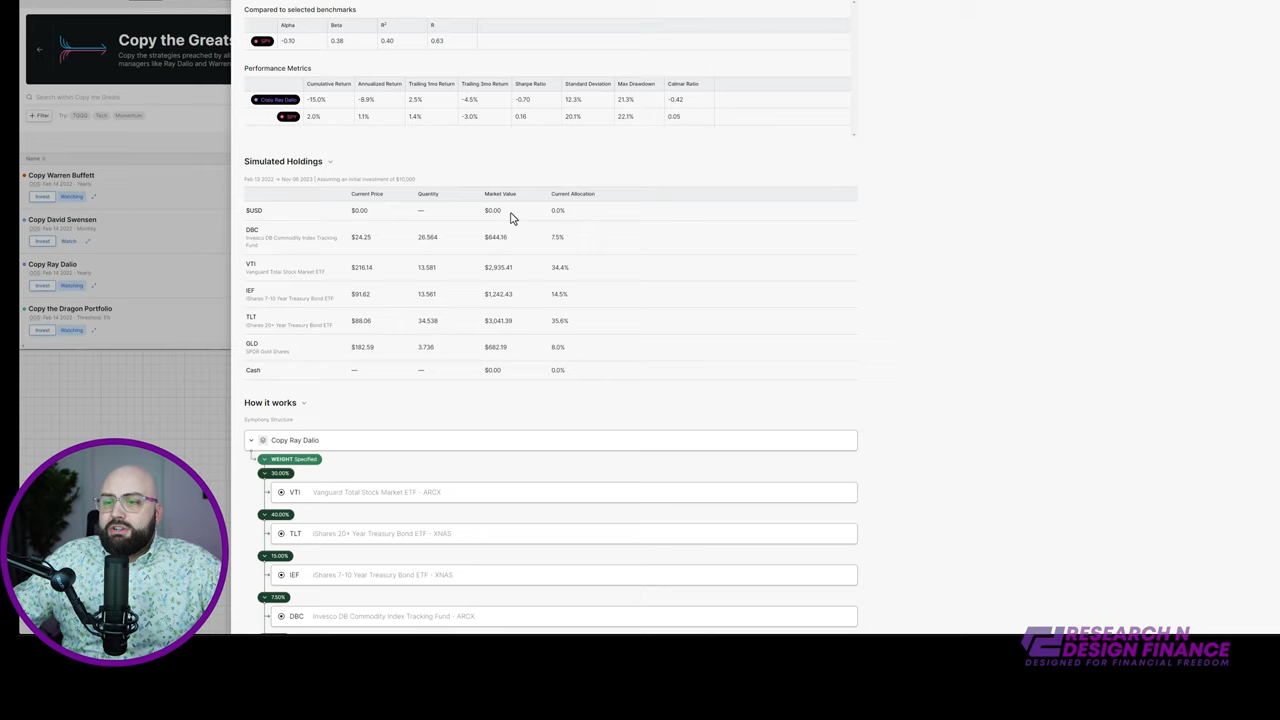 Compared to selected benchmarks
Alpha Beta R² R
SPY -0.10 0.38 0.40 0.63
Performance Metrics
Cumulative Return Annualized Return Trailing 1mo Return Trailing 3mo Return Sharpe Ratio Standard Deviation Max Drawdown Calmar Ratio
Copy Ray Dalio -15.0% -8.9% 2.5% -4.5% -0.70 12.3% 21.3% -0.42
SPY 2.0% 1.1% 1.4% -3.0% 0.16 20.1% 22.1% 0.05
Copy the Greats
Copy the strategies preached by all
managers like Ray Dalio and Warren
Search within Copy the Greats
+ Filter Try: TQQQ Tech Momentum
Name
Copy Warren Buffett
OOS: Feb 14 2022 · Yearly
Invest Watching
Copy David Swensen
OOS: Feb 14 2022 · Monthly
Invest Watch
Copy Ray Dalio
OOS: Feb 14 2022 · Yearly
Invest Watching
Copy the Dragon Portfolio
OOS: Feb 14 2022 · Threshold: 5%
Invest Watching
Simulated Holdings
Feb 13 2022 → Nov 08 2023 | Assuming an initial investment of $10,000
Current Price Quantity Market Value Current Allocation
$USD $0.00 — $0.00 0.0%
DBC
Invesco DB Commodity Index Tracking
Fund
$24.25 26.564 $644.16 7.5%
VTI
Vanguard Total Stock Market ETF
$216.14 13.581 $2,935.41 34.4%
IEF
iShares 7-10 Year Treasury Bond ETF
$91.62 13.561 $1,242.43 14.5%
TLT
iShares 20+ Year Treasury Bond ETF
$88.06 34.538 $3,041.39 35.6%
GLD
SPDR Gold Shares
$182.59 3.736 $682.19 8.0%
Cash — — $0.00 0.0%
How it works
Symphony Structure
Copy Ray Dalio
WEIGHT Specified
30.00%
VTI Vanguard Total Stock Market ETF · ARCX
40.00%
TLT iShares 20+ Year Treasury Bond ETF · XNAS
15.00%
IEF iShares 7-10 Year Treasury Bond ETF · XNAS
7.50%
DBC Invesco DB Commodity Index Tracking Fund · ARCX
RESEARCH N
DESIGN FINANCE
DESIGNED FOR FINANCIAL FREEDOM